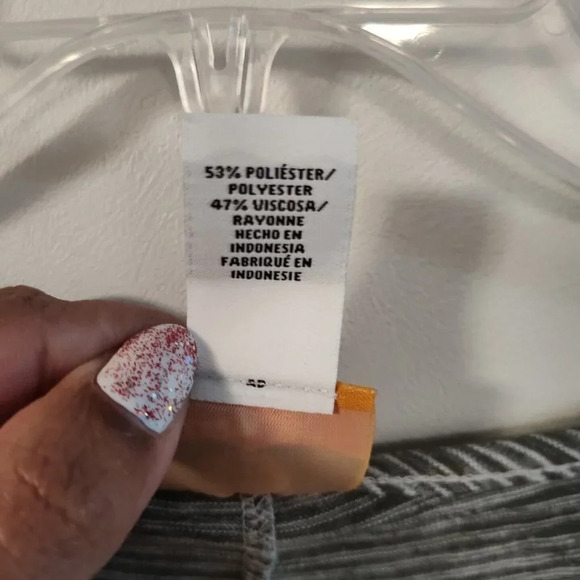 53% POLIÉSTER/
POLYESTER
47% VISCOSA/
RAYONNE
HECHO EN
INDONESIA
FABRIQUÉ EN
INDONESIE